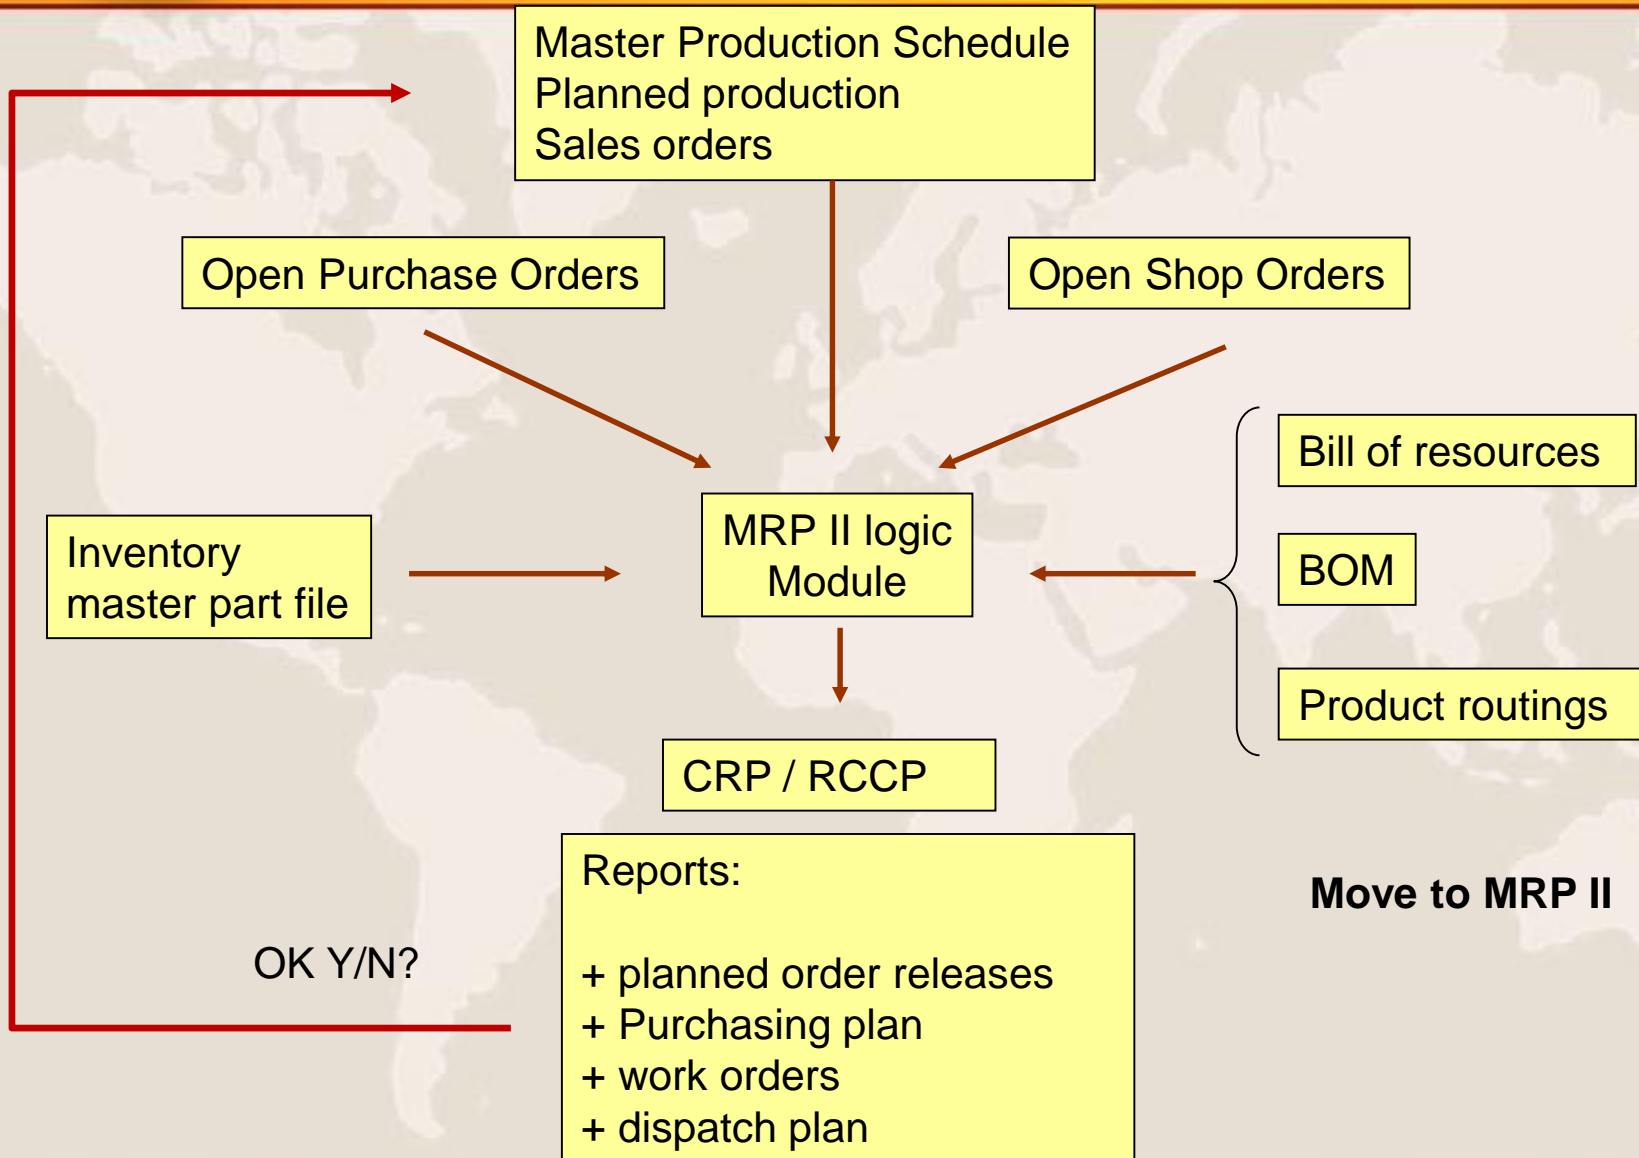 Master Production Schedule
Planned production
Sales orders
Open Purchase Orders
Open Shop Orders
Bill of resources
MRP II logic
Module
Inventory
master part file
BOM
Product routings
CRP / RCCP
Reports:
Move to MRP II
OK Y/N?
+ planned order releases
+ Purchasing plan
+ work orders
+ dispatch plan